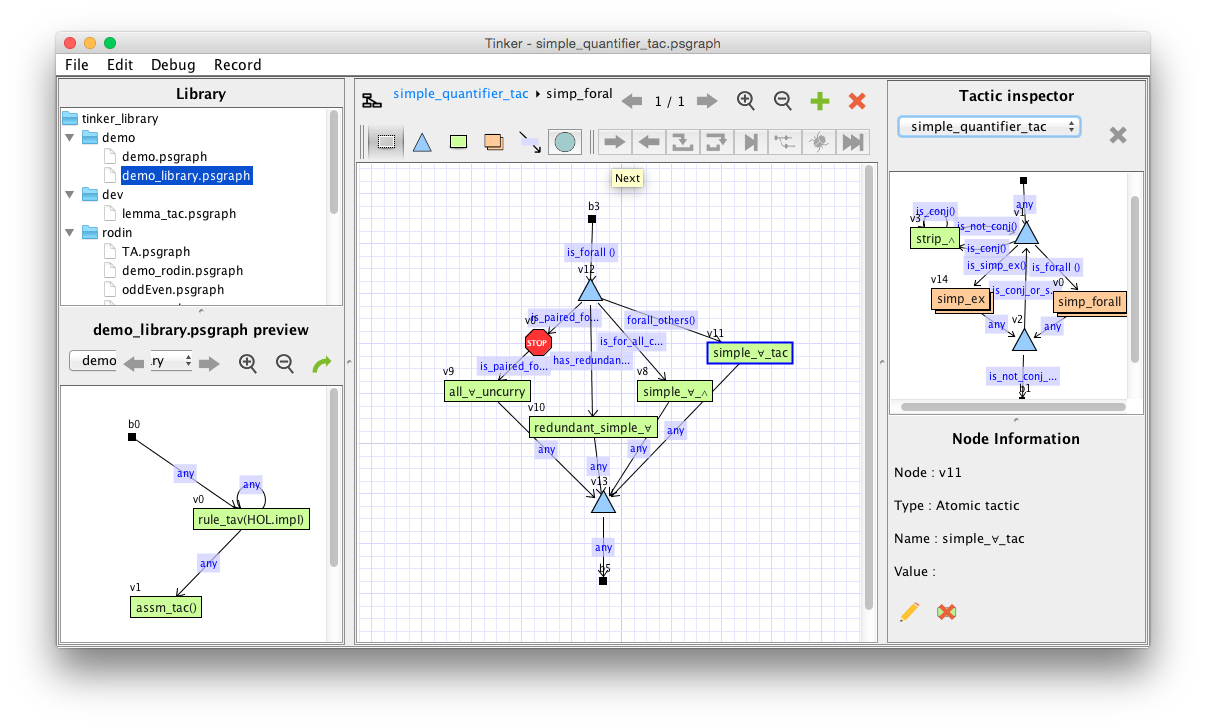 Tinker - simple_quantifier_tac.psgraph
File Edit Debug Record
Library
tinker_library
demo
demo.psgraph
demo_library.psgraph
dev
lemma_tac.psgraph
rodin
TA.psgraph
demo_rodin.psgraph
oddEven.psgraph
demo_library.psgraph preview
demo
ry
b0
any
any
v0
rule_tav(HOL.impl)
any
v1
assm_tac()
simple_quantifier_tac simp_foral
1 / 1
Next
b3
is_forall ()
v12
is_paired_fo...
forall_others()
STOP
is_for_all_c...
v11
simple_∀_tac
is_paired_fo...
has_redundan...
v9
all_∀_uncurry
v8
simple_∀_∧
v10
redundant_simple_∀
any
any
any
any
v13
any
b5
Tactic inspector
simple_quantifier_tac
any
is_conj()
v3
v1
is_not_conj()
strip_∧
is_conj()
is_simp_ex()
is_forall ()
v14
simp_ex
is_conj_or_s...
v0
simp_forall
any
v2
any
is_not_conj_...
b1
Node Information
Node : v11
Type : Atomic tactic
Name : simple_∀_tac
Value :